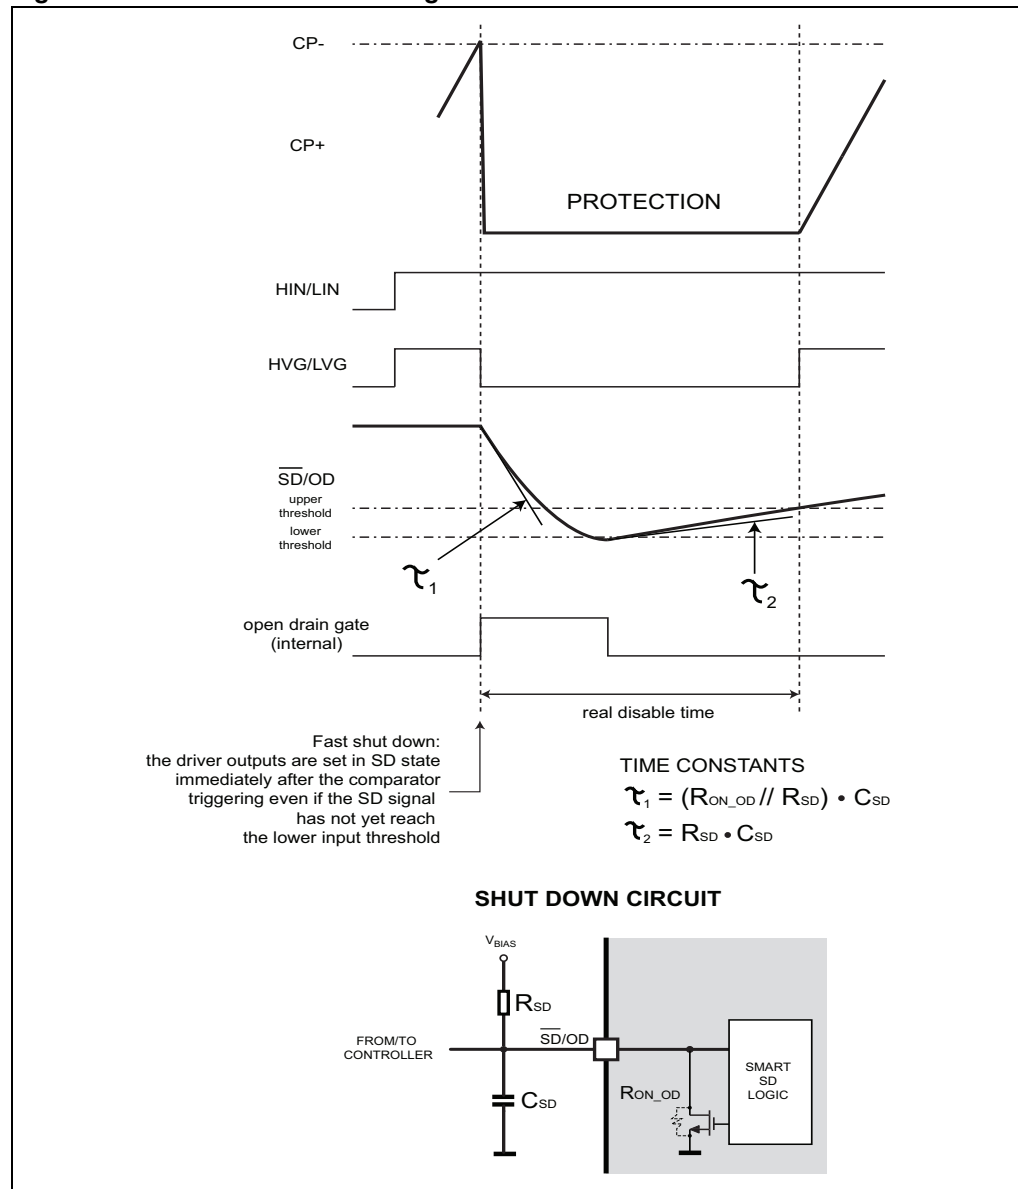 CP-
CP+
PROTECTION
HIN/LIN
HVG/LVG
SD/OD
upper
threshold
lower
threshold
τ1
τ2
open drain gate
(internal)
real disable time
Fast shut down:
the driver outputs are set in SD state
immediately after the comparator
triggering even if the SD signal
has not yet reach
the lower input threshold
TIME CONSTANTS
τ1 = (RON_OD // RSD) • CSD
τ2 = RSD • CSD
SHUT DOWN CIRCUIT
VBIAS
RSD
FROM/TO
CONTROLLER
SD/OD
CSD
RON_OD
SMART
SD
LOGIC